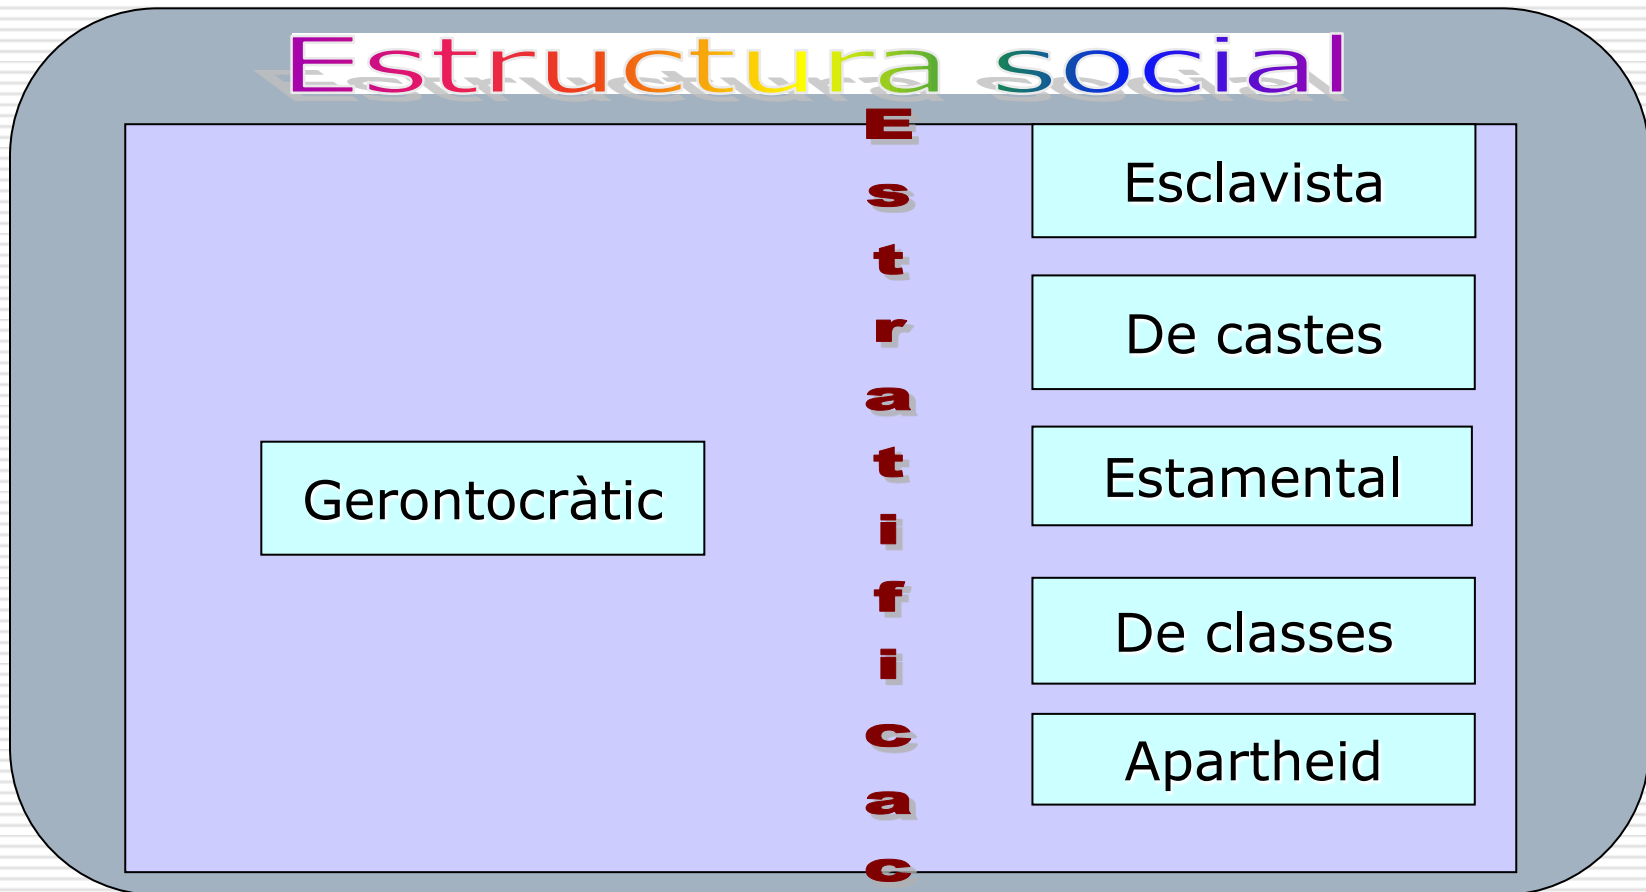 Estructura social
Estratificac
Gerontocràtic
Esclavista
De castes
Estamental
De classes
Apartheid